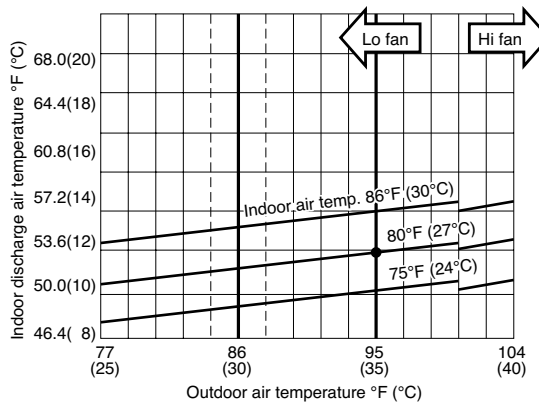 Lo fan
Hi fan
Indoor discharge air temperature °F (°C)
68.0(20)
64.4(18)
60.8(16)
57.2(14)
53.6(12)
50.0(10)
46.4( 8)
Indoor air temp. 86°F (30°C)
80°F (27°C)
75°F (24°C)
77 86 95 104
(25) (30) (35) (40)
Outdoor air temperature °F (°C)